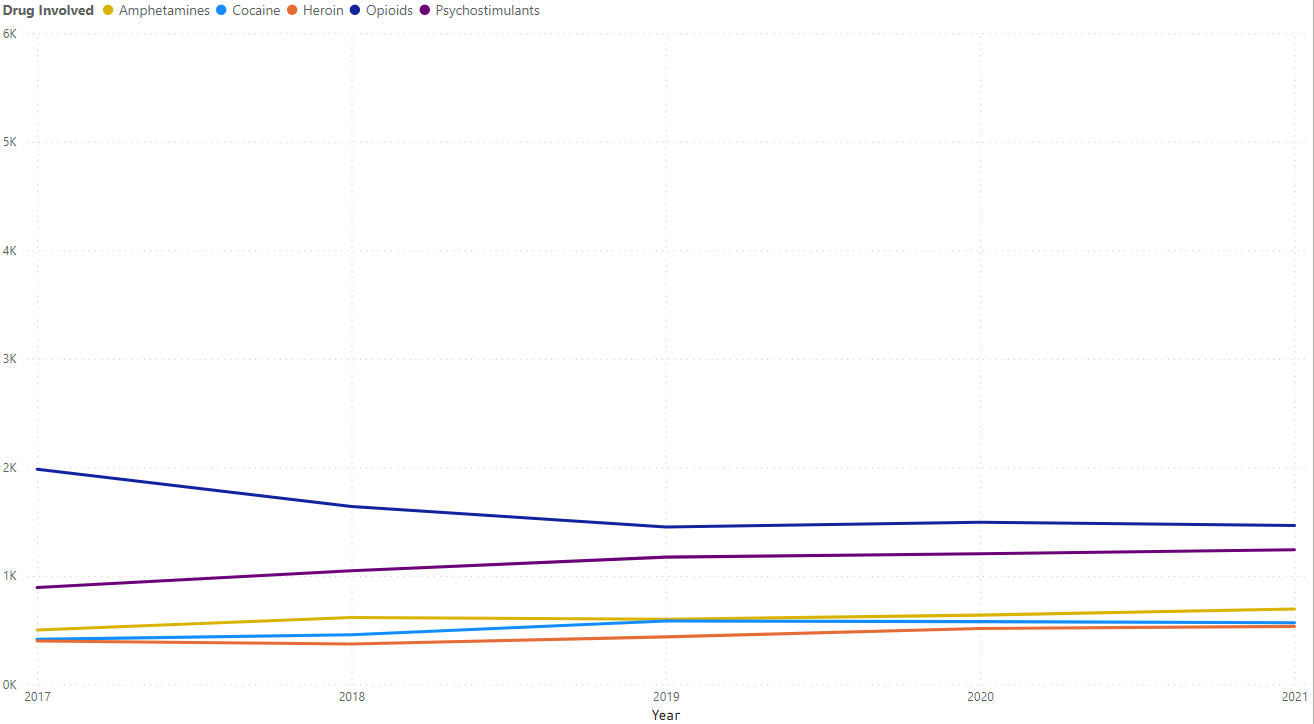 Drug Involved Amphetamines Cocaine Heroin Opioids Psychostimulants
6K
5K
4K
3K
2K
1K
0K
2017 2018 2019 2020 2021
Year